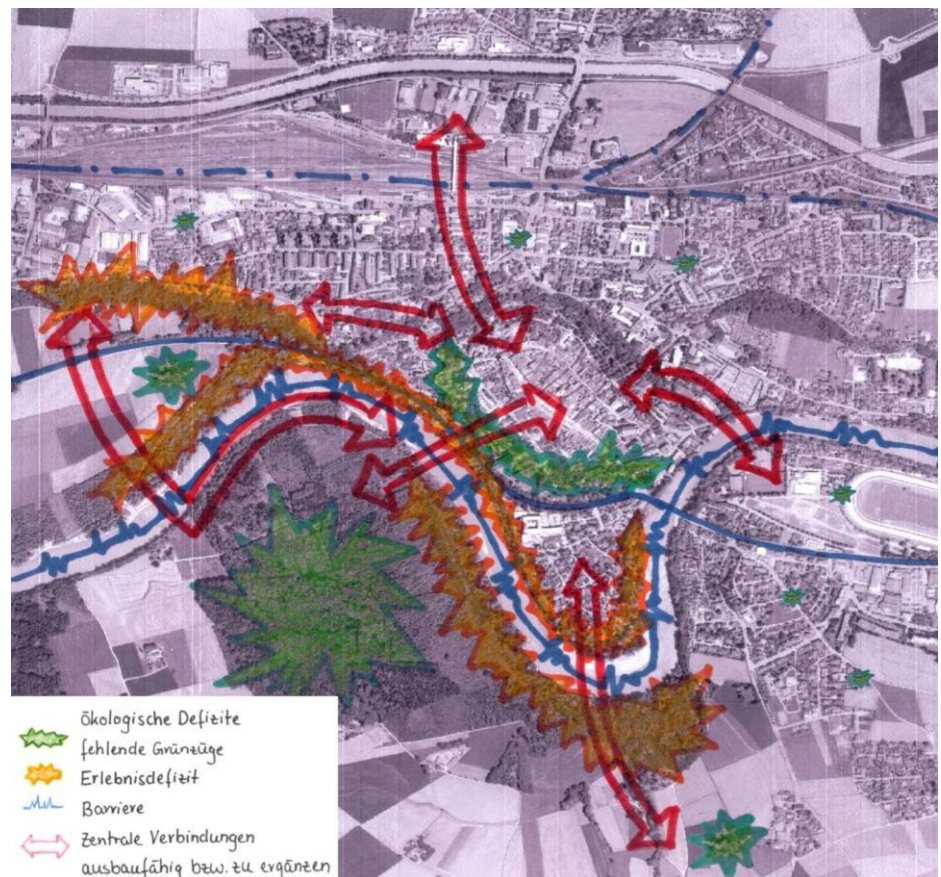 ökologische Defizite
fehlende Grünzüge
Erlebnisdefizit
Barriere
Zentrale Verbindungen
ausbaufähig bzw. zu ergänzen